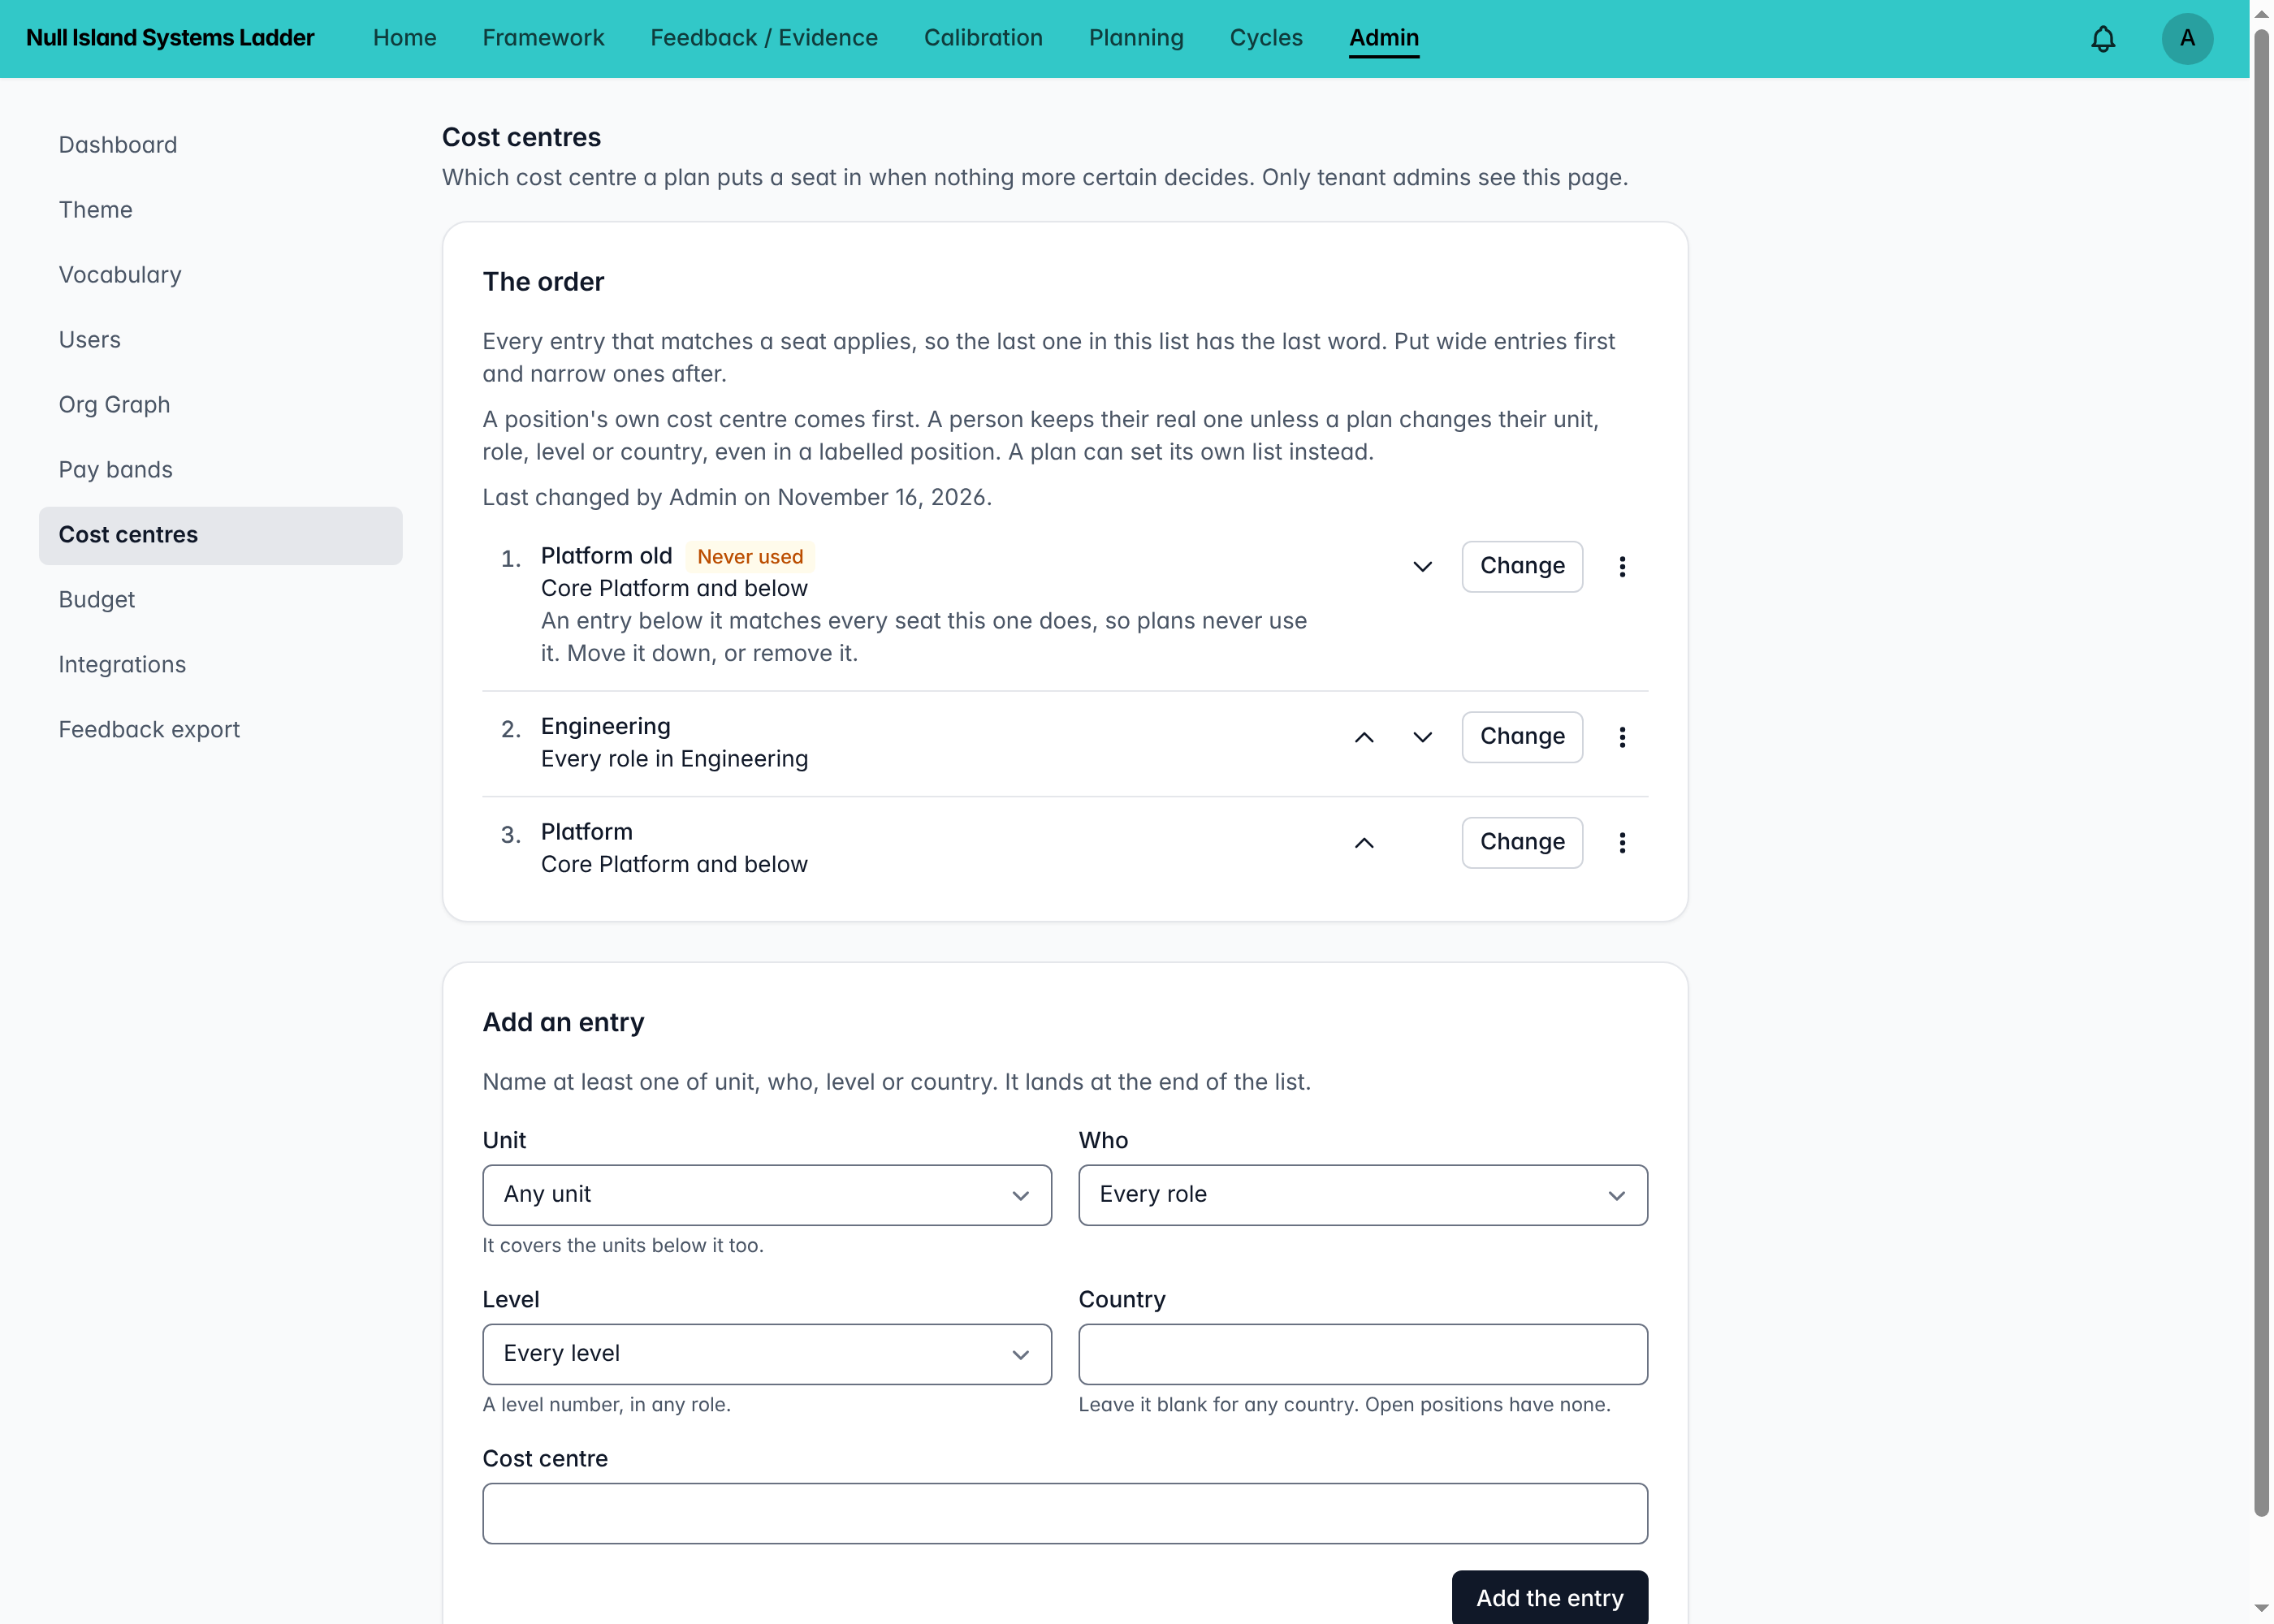 Null Island Systems Ladder
Home
Framework
Feedback / Evidence
Calibration
Planning
Cycles
Admin
A
Dashboard
Theme
Vocabulary
Users
Org Graph
Pay bands
Cost centres
Budget
Integrations
Feedback export
Cost centres
Which cost centre a plan puts a seat in when nothing more certain decides. Only tenant admins see this page.
The order
Every entry that matches a seat applies, so the last one in this list has the last word. Put wide entries first
and narrow ones after.
A position's own cost centre comes first. A person keeps their real one unless a plan changes their unit,
role, level or country, even in a labelled position. A plan can set its own list instead.
Last changed by Admin on November 16, 2026.
1. Platform old Never used
Core Platform and below
An entry below it matches every seat this one does, so plans never use
it. Move it down, or remove it.
Change
2. Engineering
Every role in Engineering
Change
3. Platform
Core Platform and below
Change
Add an entry
Name at least one of unit, who, level or country. It lands at the end of the list.
Unit
Any unit
It covers the units below it too.
Who
Every role
Level
Every level
A level number, in any role.
Country
Leave it blank for any country. Open positions have none.
Cost centre
Add the entry